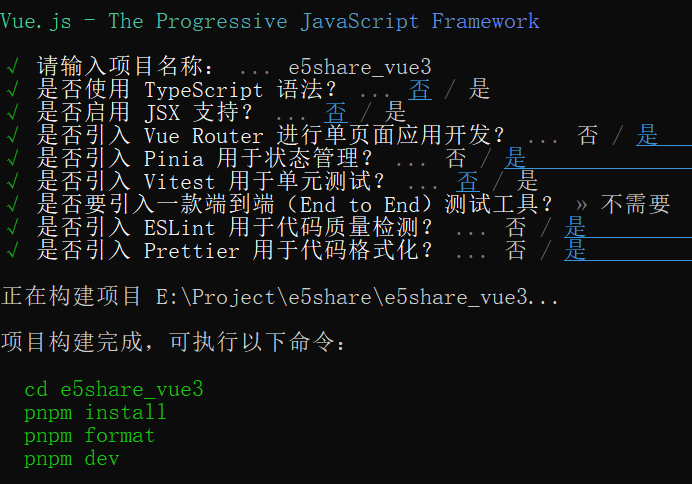 Vue.js - The Progressive JavaScript Framework
√ 请输入项目名称： ... e5share_vue3
√ 是否使用 TypeScript 语法？ ... 否 / 是
√ 是否启用 JSX 支持？ ... 否 / 是
√ 是否引入 Vue Router 进行单页面应用开发？ ... 否 / 是
√ 是否引入 Pinia 用于状态管理？ ... 否 / 是
√ 是否引入 Vitest 用于单元测试？ ... 否 / 是
√ 是否要引入一款端到端（End to End）测试工具？ » 不需要
√ 是否引入 ESLint 用于代码质量检测？ ... 否 / 是
√ 是否引入 Prettier 用于代码格式化？ ... 否 / 是
正在构建项目 E:\Project\e5share\e5share_vue3...
项目构建完成，可执行以下命令：
cd e5share_vue3
pnpm install
pnpm format
pnpm dev